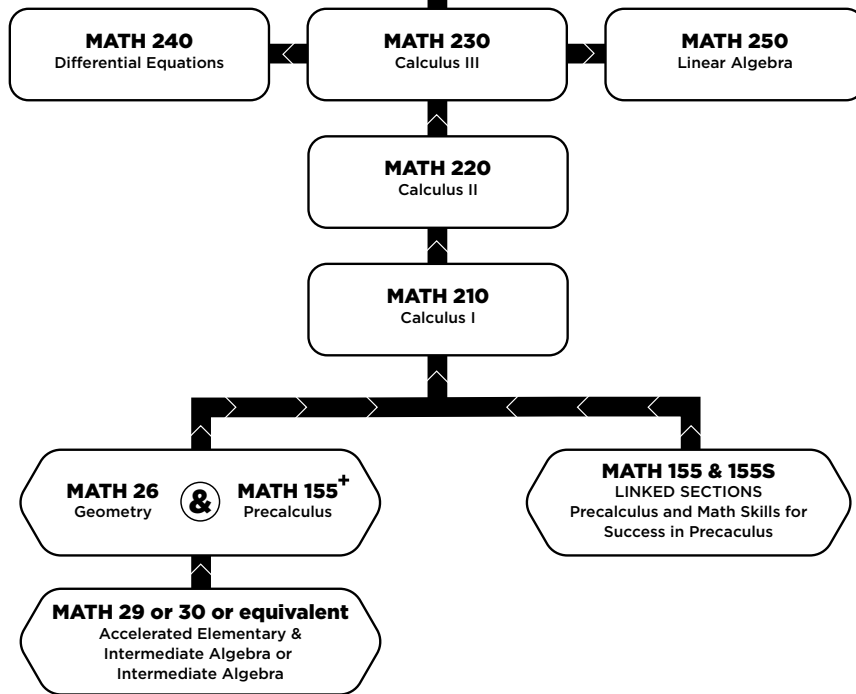 MATH 240
Differential Equations
MATH 230
Calculus III
MATH 250
Linear Algebra
MATH 220
Calculus II
MATH 210
Calculus I
MATH 26
Geometry
&
MATH 155+
Precalculus
MATH 155 & 155S
LINKED SECTIONS
Precalculus and Math Skills for
Success in Precaculus
MATH 29 or 30 or equivalent
Accelerated Elementary &
Intermediate Algebra or
Intermediate Algebra